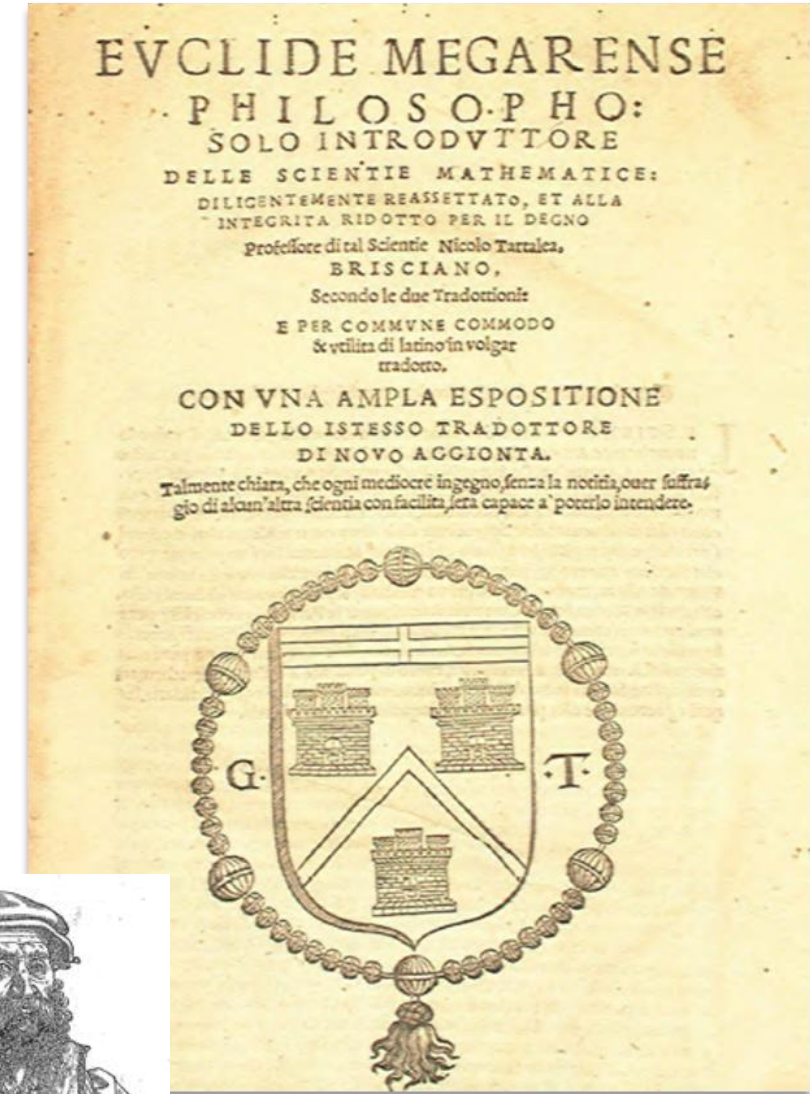 EVCLIDE MEGARENSE
PHILOSOPHO:
SOLO INTRODVTTORE
DELLE SCIENTIE MATHEMATICE:
DILIGENTEMENTE REASSETTATO, ET ALLA
INTEGRITA RIDOTTO PER IL DEGNO
Professore di tal Scientie Nicolo Tartalea,
BRISCIANO,
Secondo le due Tradottioni:
E PER COMMVNE COMMODO
& vtilita di latino in volgar
tradotto.
CON VNA AMPLA ESPOSITIONE
DELLO ISTESSO TRADOTTORE
DI NOVO AGGIONTA.
Talmente chiara, che ogni mediocre ingegno, senza la notitia, ouer suffra⸗
gio di alcun'altra scientia con facilita, sera capace a' poterlo intendere.
G. .T.